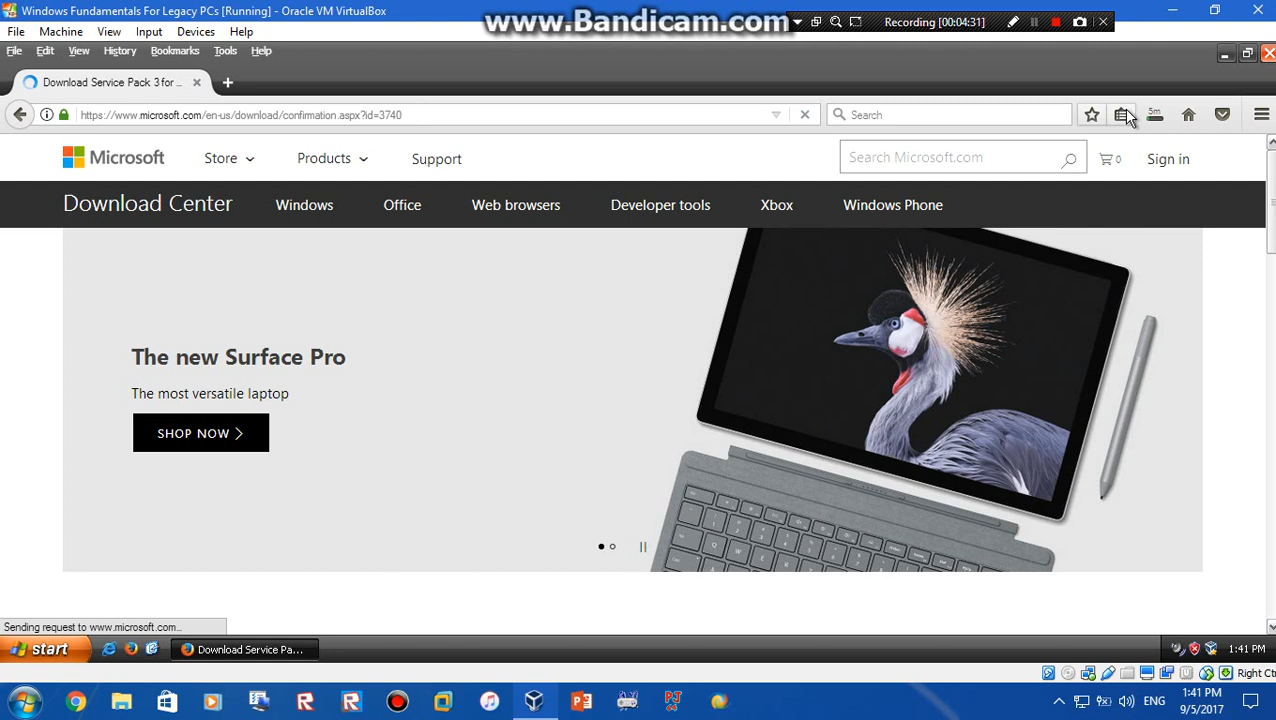 Windows Fundamentals For Legacy PCs [Running] - Oracle VM VirtualBox
www.Bandicam.com
Recording [00:04:31]
File Machine View Input Devices Help
File Edit View History Bookmarks Tools Help
Download Service Pack 3 for ...
https://www.microsoft.com/en-us/download/confirmation.aspx?id=3740
Search
5m
Microsoft
Store
Products
Support
Search Microsoft.com
0
Sign in
Download Center
Windows
Office
Web browsers
Developer tools
Xbox
Windows Phone
The new Surface Pro
The most versatile laptop
SHOP NOW
Sending request to www.microsoft.com...
start
Download Service Pa...
1:41 PM
Right Ct
ENG
1:41 PM
9/5/2017